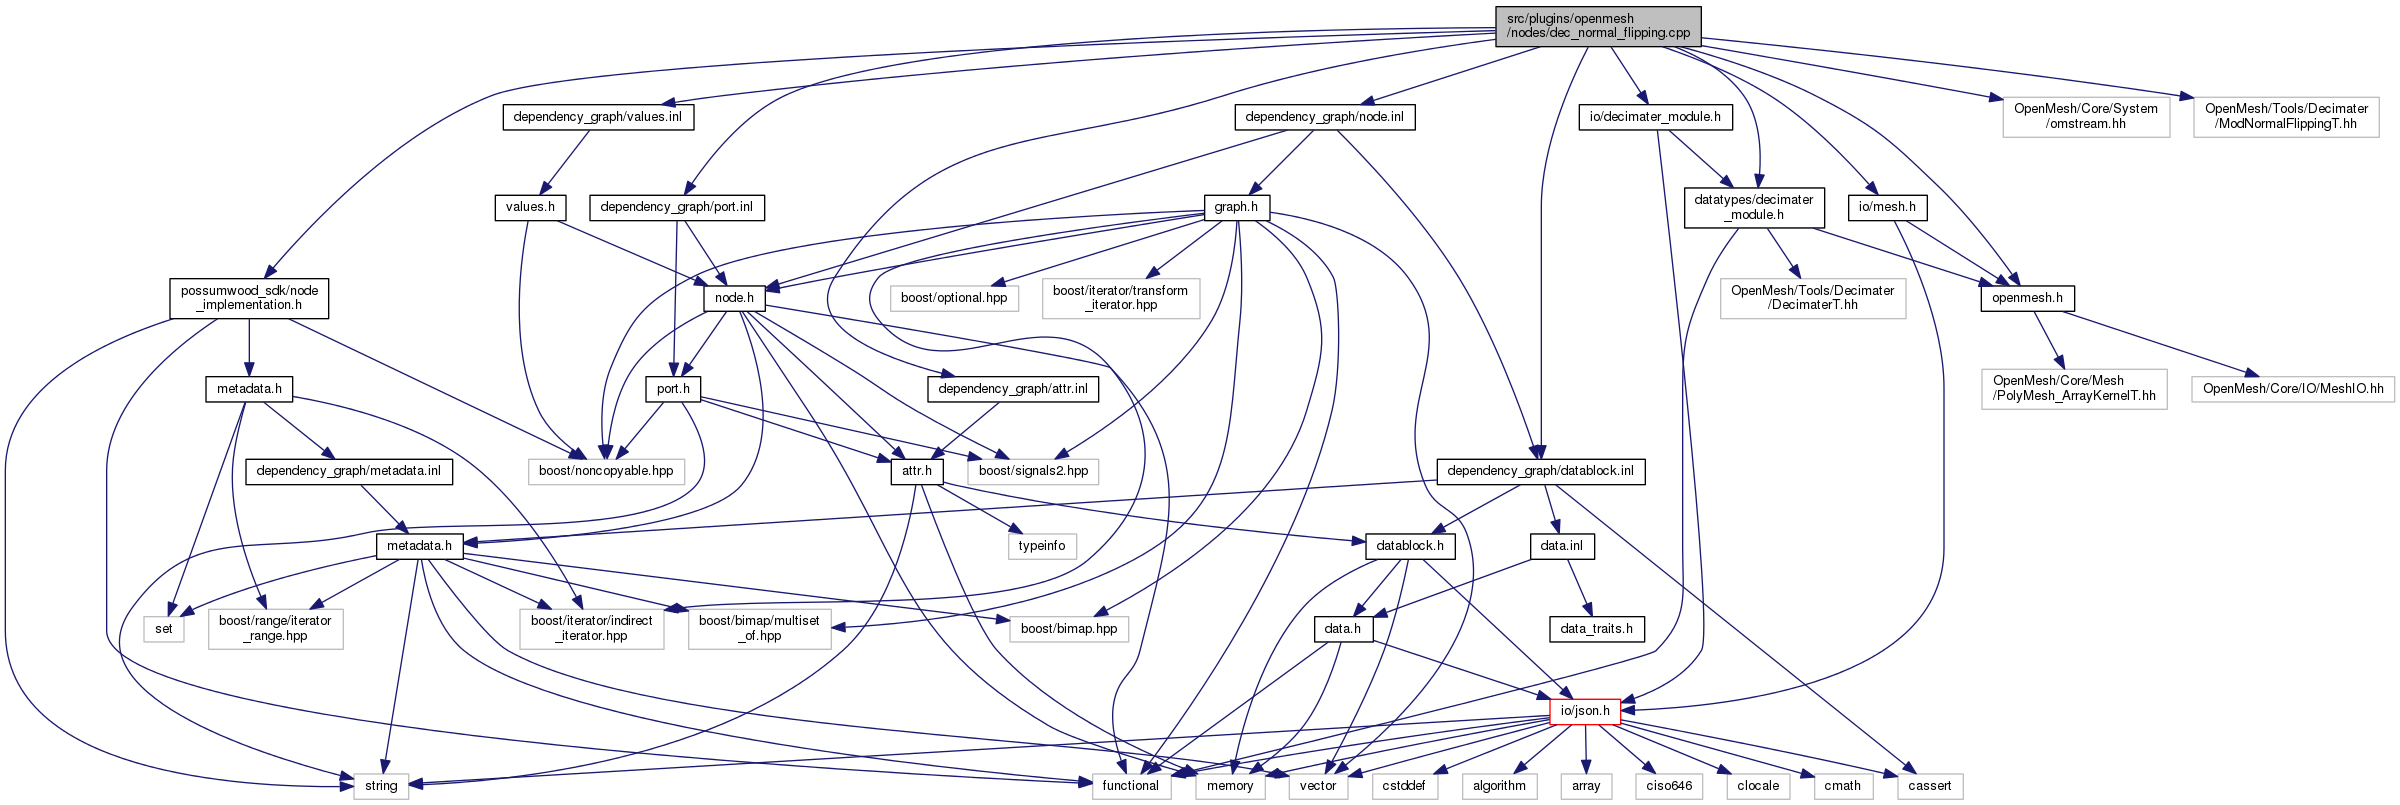 src/plugins/openmesh
/nodes/dec_normal_flipping.cpp
dependency_graph/values.inl
dependency_graph/node.inl
io/decimater_module.h
OpenMesh/Core/System
/omstream.hh
OpenMesh/Tools/Decimater
/ModNormalFlippingT.hh
values.h
dependency_graph/port.inl
graph.h
datatypes/decimater
_module.h
io/mesh.h
possumwood_sdk/node
_implementation.h
node.h
boost/optional.hpp
boost/iterator/transform
_iterator.hpp
OpenMesh/Tools/Decimater
/DecimaterT.hh
openmesh.h
metadata.h
port.h
dependency_graph/attr.inl
OpenMesh/Core/Mesh
/PolyMesh_ArrayKernelT.hh
OpenMesh/Core/IO/MeshIO.hh
dependency_graph/metadata.inl
boost/noncopyable.hpp
attr.h
boost/signals2.hpp
dependency_graph/datablock.inl
metadata.h
typeinfo
datablock.h
data.inl
set
boost/range/iterator
_range.hpp
boost/iterator/indirect
_iterator.hpp
boost/bimap/multiset
_of.hpp
boost/bimap.hpp
data.h
data_traits.h
io/json.h
string
functional
memory
vector
cstddef
algorithm
array
ciso646
clocale
cmath
cassert